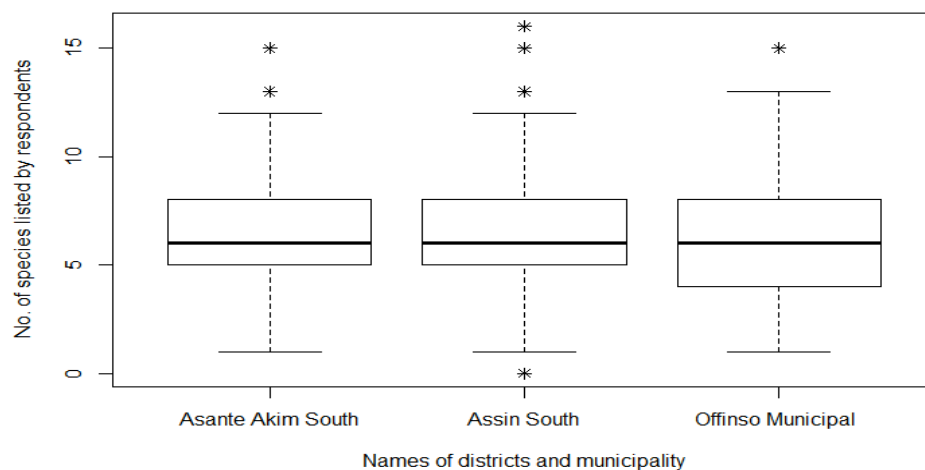 No. of species listed by respondents
15
10
5
0
Asante Akim South Assin South Offinso Municipal
Names of districts and municipality